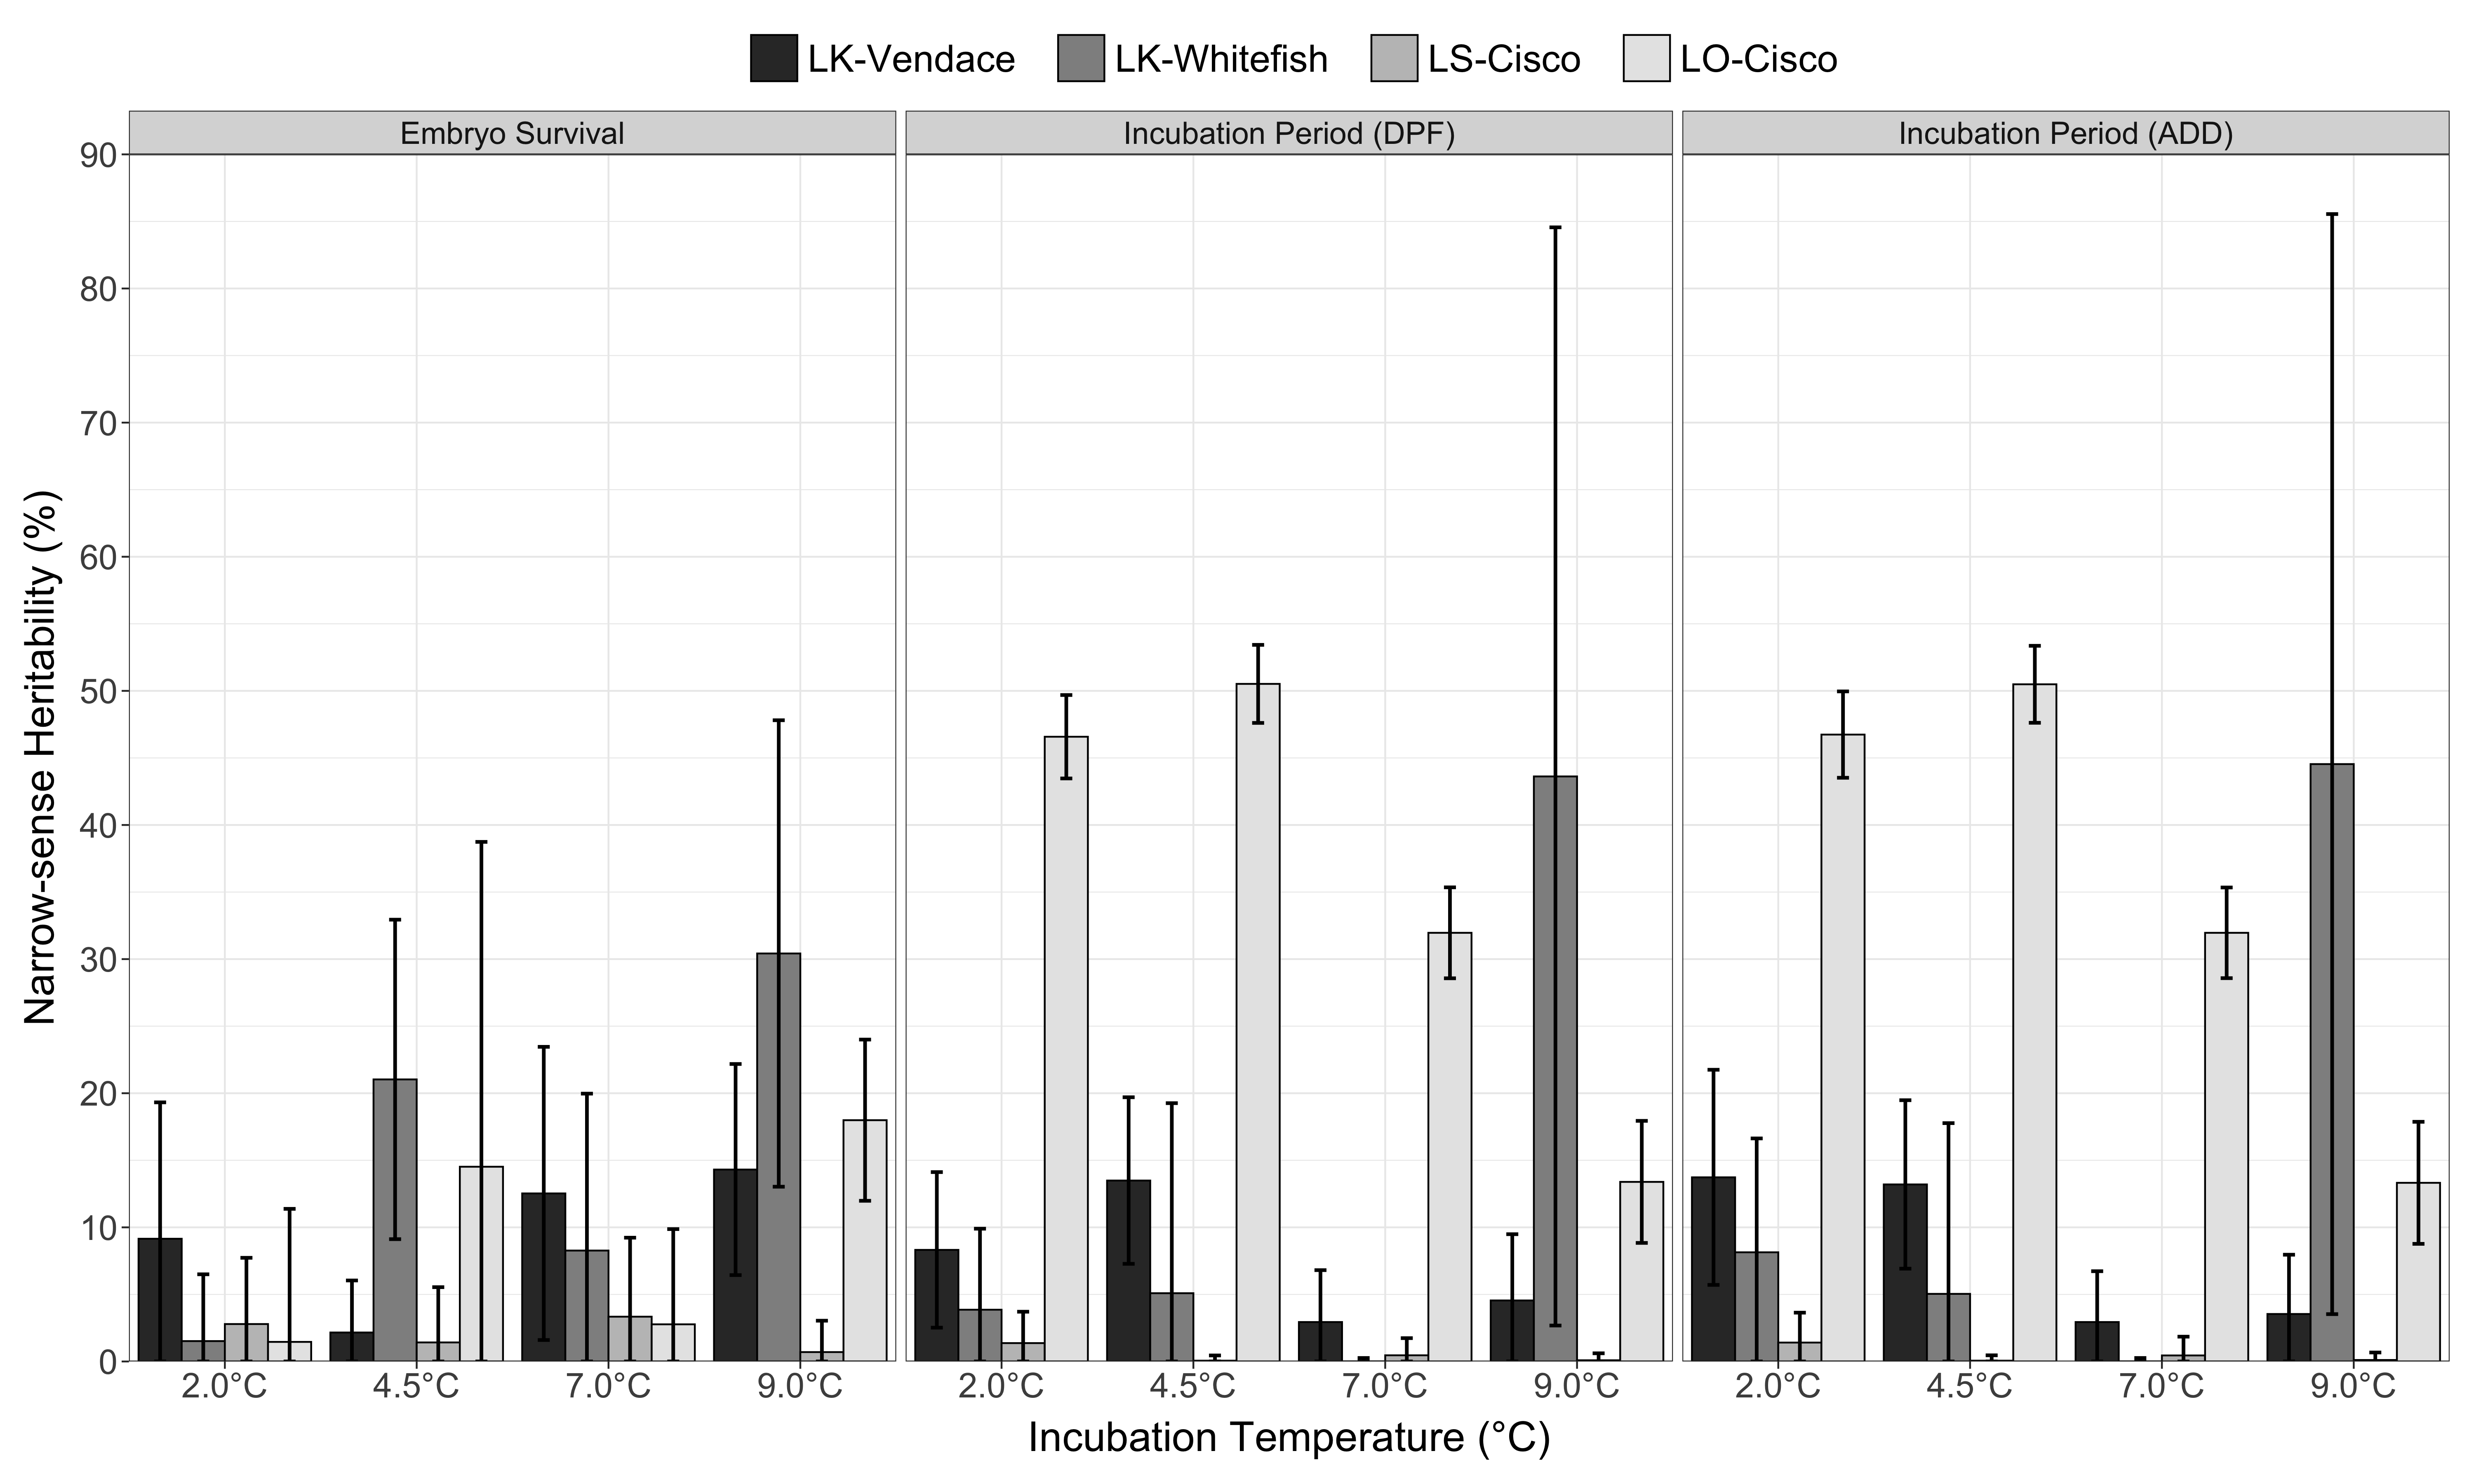 LK-Vendace LK-Whitefish LS-Cisco LO-Cisco
Embryo Survival Incubation Period (DPF) Incubation Period (ADD)
Narrow-sense Heritability (%)
90
80
70
60
50
40
30
20
10
0
2.0°C 4.5°C 7.0°C 9.0°C 2.0°C 4.5°C 7.0°C 9.0°C 2.0°C 4.5°C 7.0°C 9.0°C
Incubation Temperature (°C)